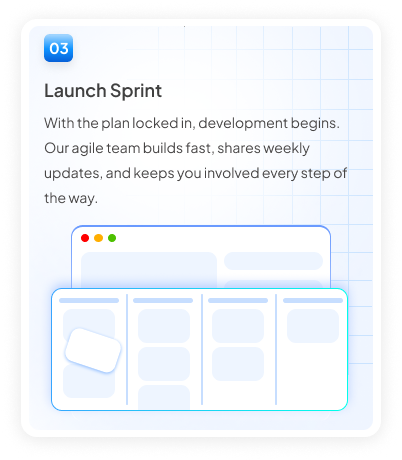 03
Launch Sprint
With the plan locked in, development begins.
Our agile team builds fast, shares weekly
updates, and keeps you involved every step of
the way.